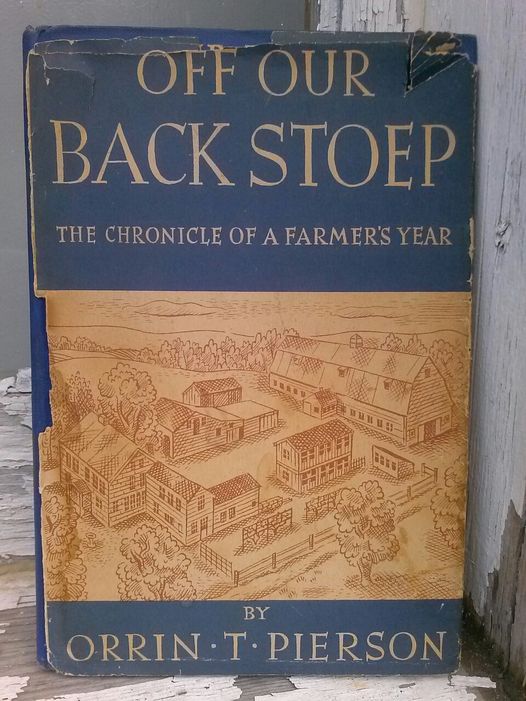 OFF OUR
BACK STOEP
THE CHRONICLE OF A FARMER'S YEAR
BY
ORRIN·T·PIERSON